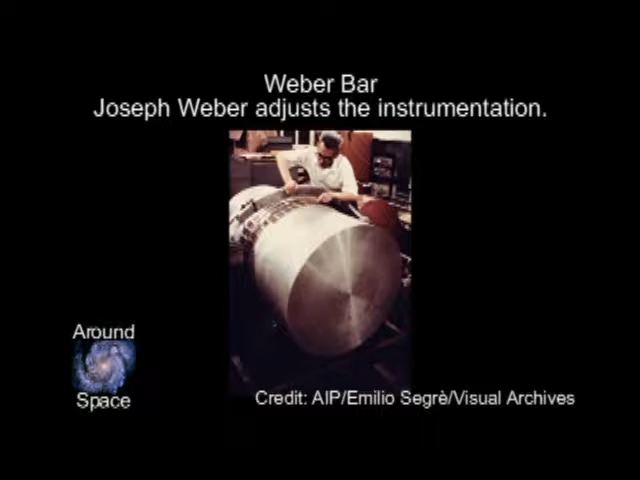 Weber Bar
Joseph Weber adjusts the instrumentation.
Around
Space
Credit: AIP/Emilio Segrè/Visual Archives